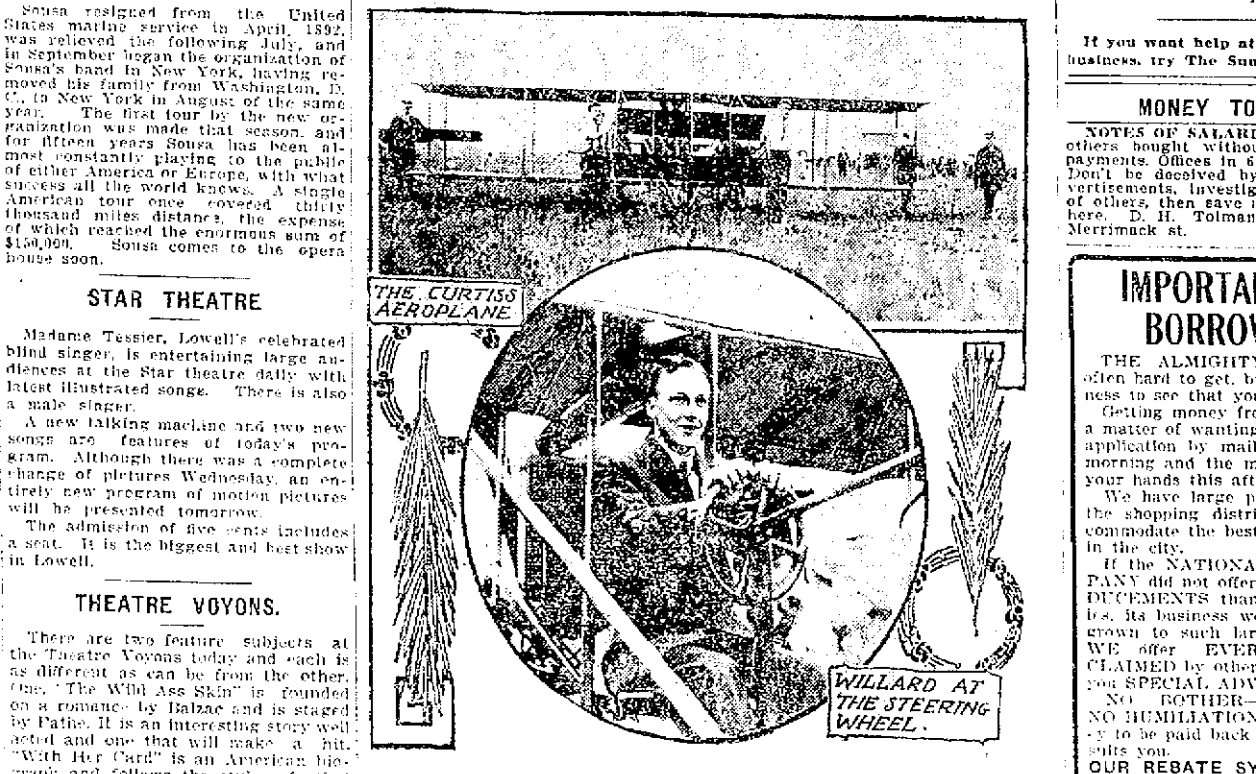 Sousa resigned from the United
States marine service in April, 1892,
was relieved the following July, and
in September began the organization of
Sousa's band in New York, having re-
moved his family from Washington, D.
C., to New York in August of the same
year. The first tour by the new or-
ganization was made that season, and
for fifteen years Sousa has been al-
most constantly playing to the public
of either America or Europe, with what
success all the world knows. A single
American tour once covered thirty
thousand miles distance, the expense
of which reached the enormous sum of
$150,000. Sousa comes to the opera
house soon.
STAR THEATRE
Madame Tessier, Lowell's celebrated
blind singer, is entertaining large au-
diences at the Star theatre daily with
latest illustrated songs. There is also
a male singer.
A new talking machine and two new
songs are features of today's pro-
gram. Although there was a complete
change of pictures Wednesday, an en-
tirely new program of motion pictures
will be presented tomorrow.
The admission of five cents includes
a seat. It is the biggest and best show
in Lowell.
THEATRE VOYONS.
There are two feature subjects at
the Theatre Voyons today and each is
as different as can be from the other.
One, "The Wild Ass Skin" is founded
on a romance by Balzac and is staged
by Pathe. It is an interesting story well
acted and one that will make a hit.
"With Her Card" is an American bio-
graph and follows the
THE CURTISS
AEROPLANE
WILLARD AT
THE STEERING
WHEEL.
If you want help at
business, try The Sun
MONEY TO
NOTES OF SALARI
others bought withou
payments. Offices in 6
Don't be deceived by
vertisements, Investig
of others, then save
here. D. H. Tolman
Merrimack st.
IMPORTA
BORROW
THE ALMIGHTY
often hard to get, b
ness to see that you
Getting money fro
a matter of wanting
application by mail
morning and the m
your hands this aft
We have large p
the shopping distri
commodate the best
in the city.
If the NATIONA
PANY did not offer
DUCEMENTS than
its business we
grown to such lar
WE offer EVER
CLAIMED by other
you SPECIAL ADV
NO BOTHER—
NO HUMILIATION
to be paid back
suits you.
OUR REBATE SY